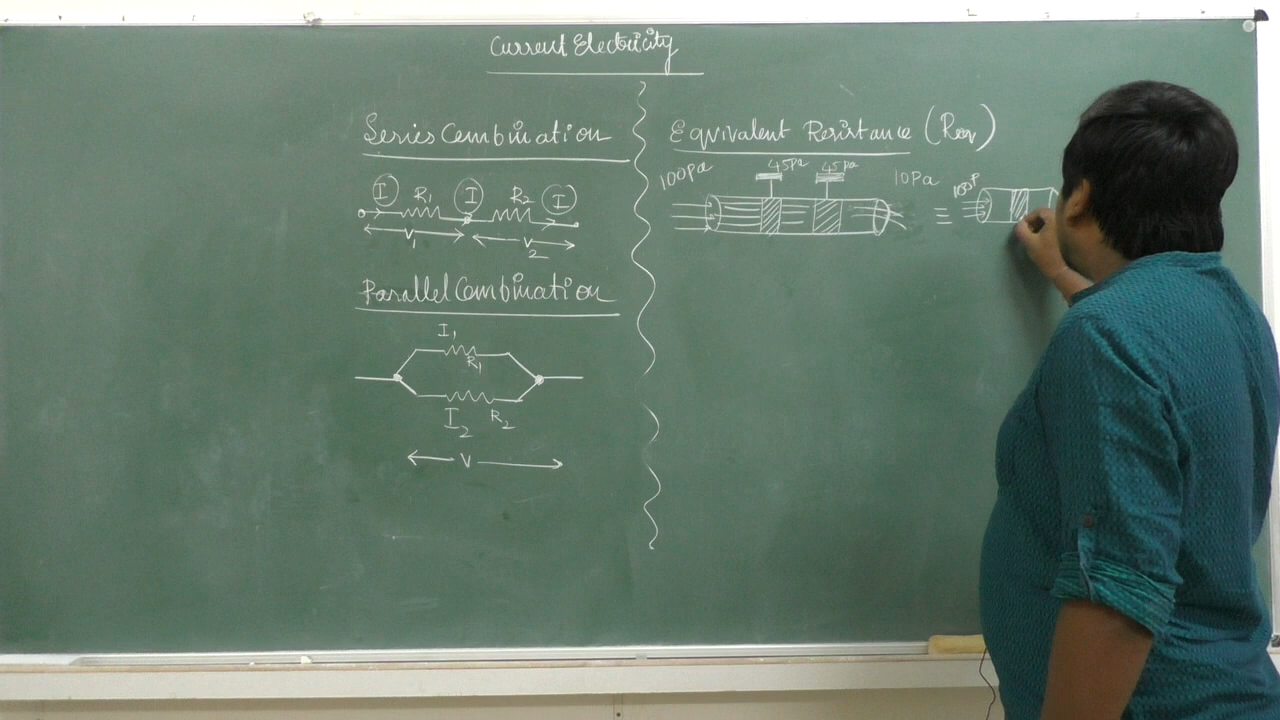 Current Electricity
Series Combination
I R1 I R2 I
V1 V2
Parallel Combination
I1
R1
I2 R2
V
Equivalent Resistance (Req)
100Pa 45Pa 45Pa 10Pa
≡ 100P